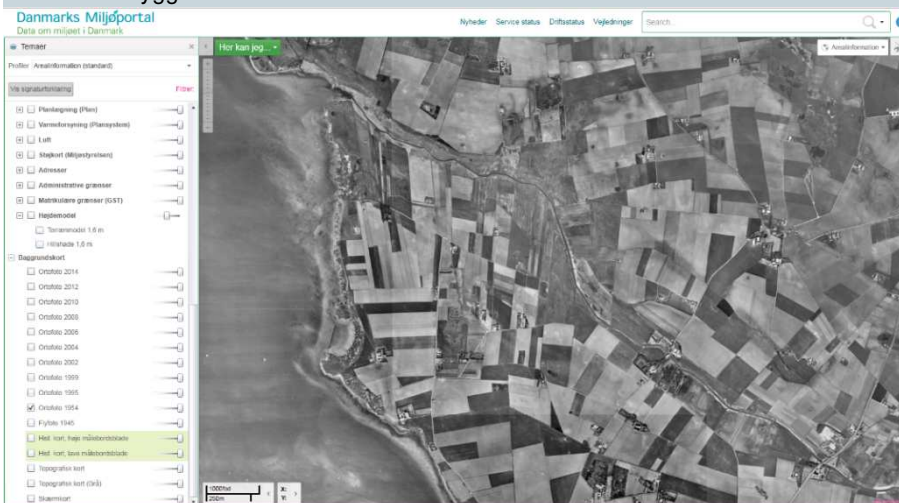 Danmarks Miljøportal
Data om miljøet i Danmark
Nyheder Service status Driftsstatus Vejledninger Search...
Temaer
Her kan jeg...
Arealinformation
Profiler Arealinformation (standard)
Vis signaturforklaring
Filter:
Planlægning (Plan)
Varmeforsyning (Plansystem)
Luft
Støjkort (Miljøstyrelsen)
Adresser
Administrative grænser
Matrikulære grænser (GST)
Højdemodel
Terrænmodel 1,6 m
Hillshade 1,6 m
Baggrundskort
Ortofoto 2014
Ortofoto 2012
Ortofoto 2010
Ortofoto 2008
Ortofoto 2006
Ortofoto 2004
Ortofoto 2002
Ortofoto 1999
Ortofoto 1995
Ortofoto 1954
Flyfoto 1945
Hist. kort, høje målebordsblade
Hist. kort, lave målebordsblade
Topografisk kort
Topografisk kort (Grå)
Skærmkort
1000fod
250m
X:
Y: